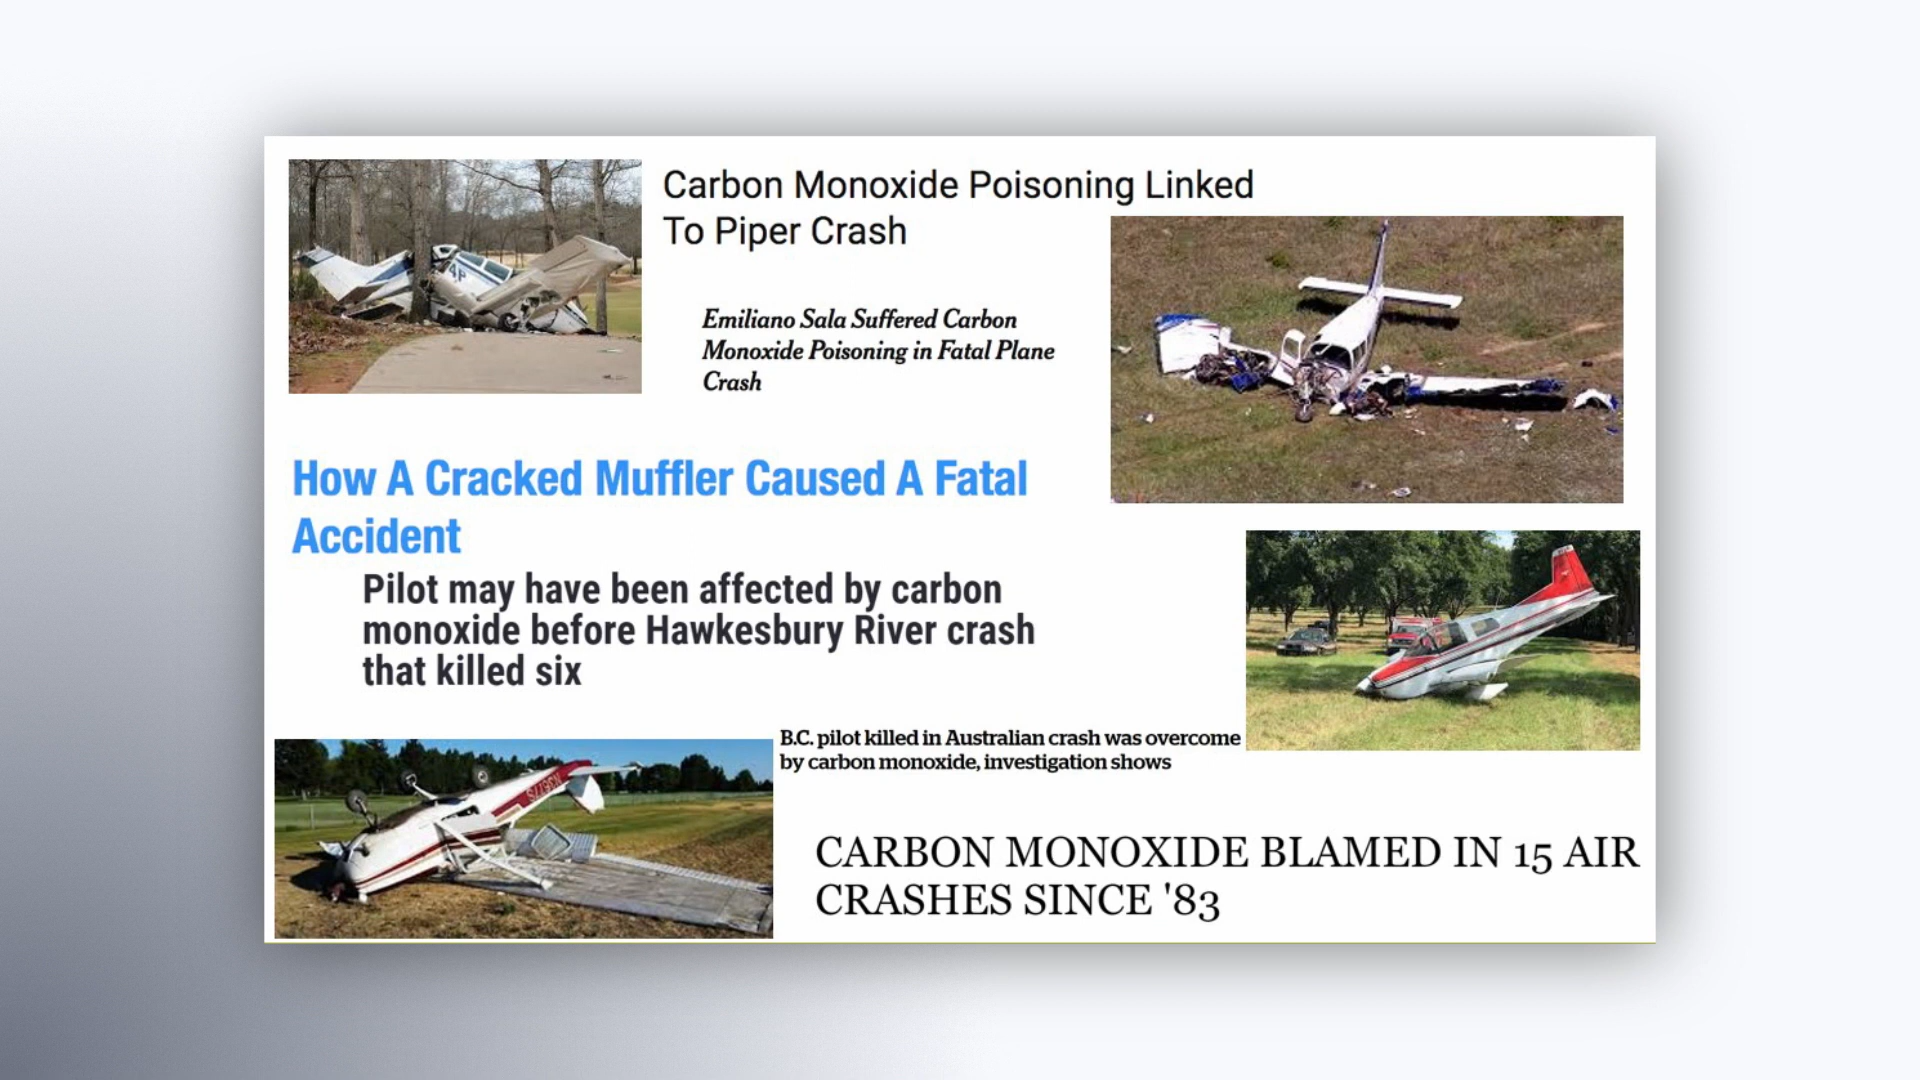 Carbon Monoxide Poisoning Linked
To Piper Crash
4P
Emiliano Sala Suffered Carbon
Monoxide Poisoning in Fatal Plane
Crash
How A Cracked Muffler Caused A Fatal
Accident
Pilot may have been affected by carbon
monoxide before Hawkesbury River crash
that killed six
B.C. pilot killed in Australian crash was overcome
by carbon monoxide, investigation shows
CARBON MONOXIDE BLAMED IN 15 AIR
CRASHES SINCE '83